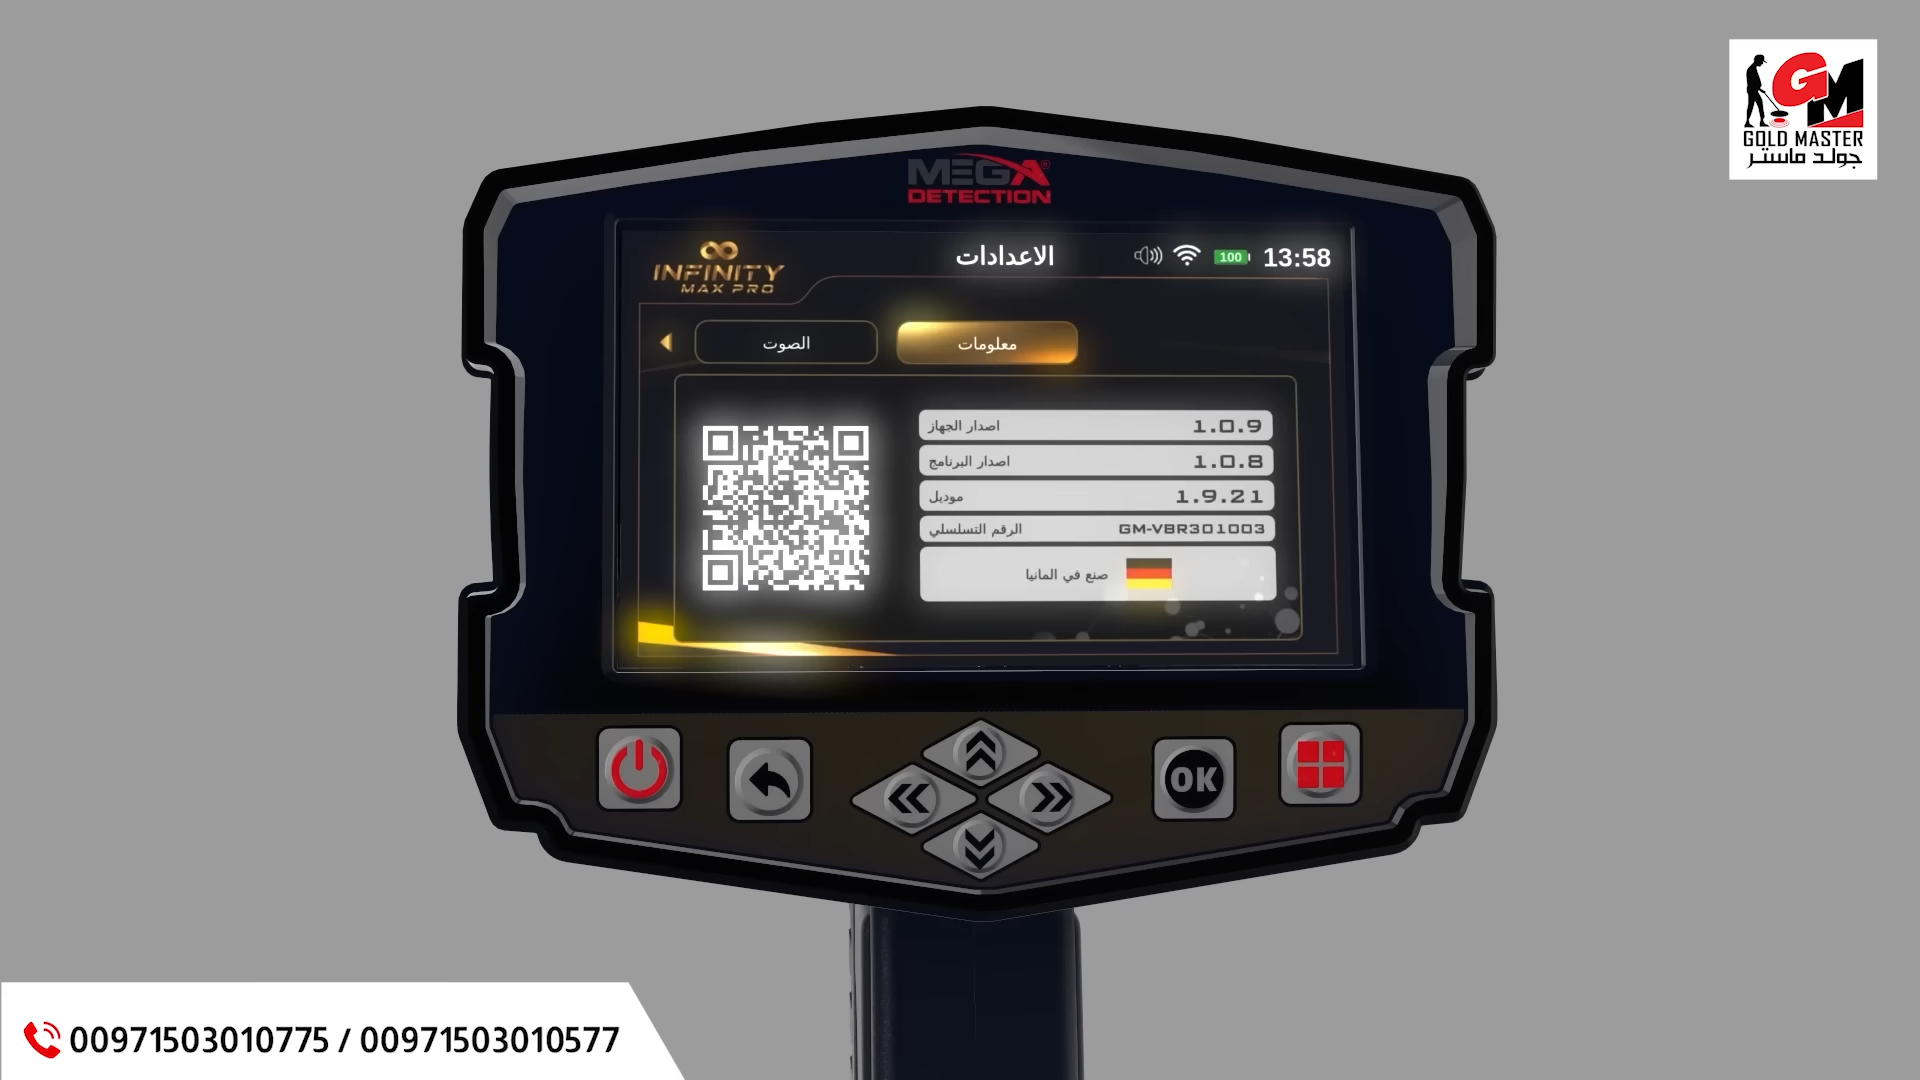 GM
GOLD MASTER
جولد ماستر
MEGA
DETECTION
INFINITY
MAX PRO
الاعدادات
100
13:58
الصوت
معلومات
اصدار الجهاز 1.0.9
اصدار البرنامج 1.0.8
موديل 1.9.21
الرقم التسلسلي GM-VBR301003
صنع في المانيا
OK
00971503010775 / 00971503010577